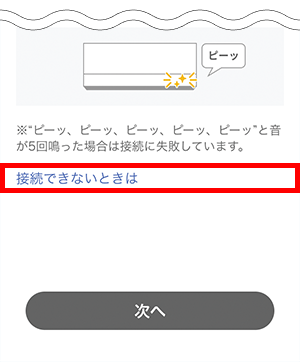 ピーッ
※“ピーッ、ピーッ、ピーッ、ピーッ、ピーッ”と音
が5回鳴った場合は接続に失敗しています。
接続できないときは
次へ